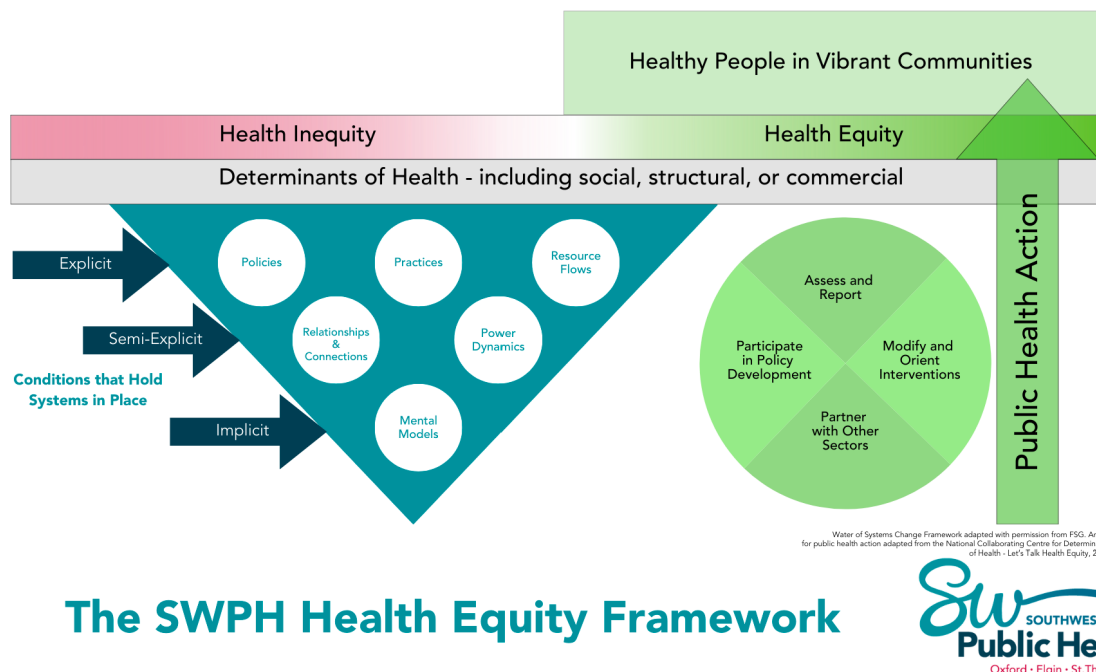 Healthy People in Vibrant Communities
Health Inequity
Health Equity
Determinants of Health - including social, structural, or commercial
Explicit
Policies
Practices
Resource
Flows
Semi-Explicit
Relationships
&
Connections
Power
Dynamics
Conditions that Hold
Systems in Place
Implicit
Mental
Models
Assess and
Report
Participate
in Policy
Development
Modify and
Orient
Interventions
Partner
with Other
Sectors
Public Health Action
Water of Systems Change Framework adapted with permission from FSG.
for public health action adapted from the National Collaborating Centre for
of Health - Let's Talk Health Equity,
The SWPH Health Equity Framework
SW
Public
Oxford • Elgin •